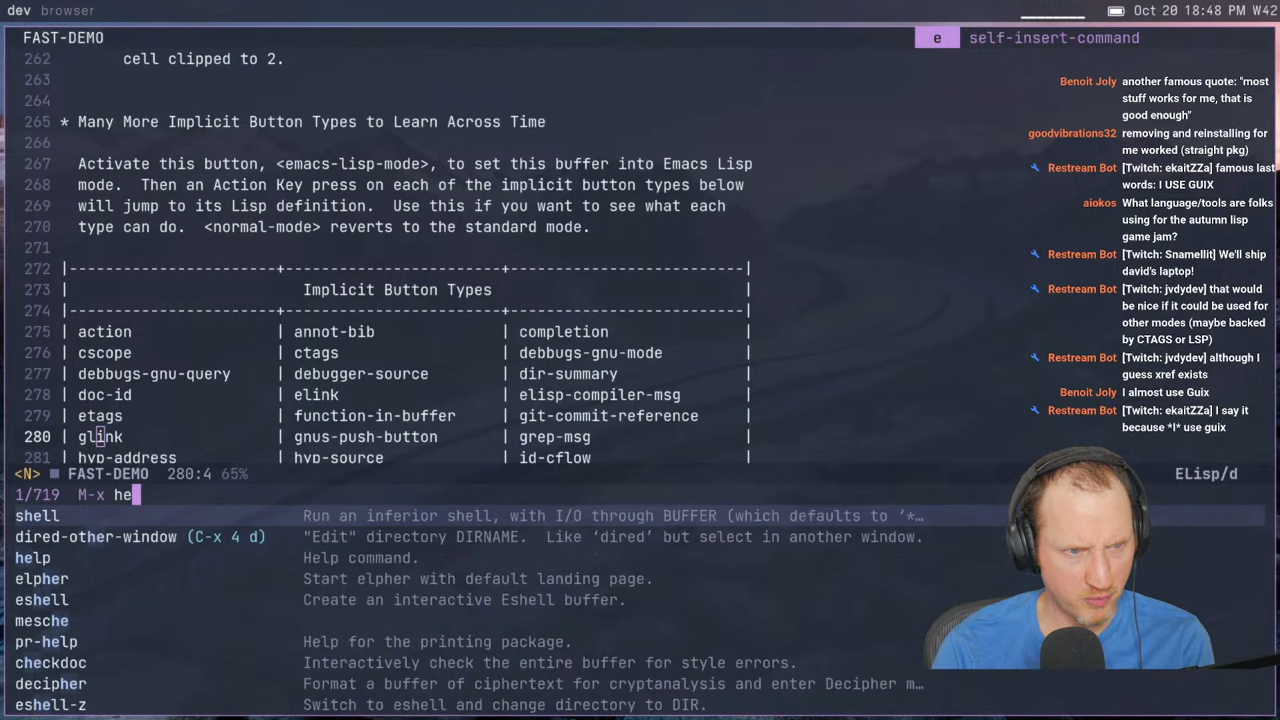 dev browser
Oct 20 18:48 PM W42
FAST-DEMO
e self-insert-command
262 cell clipped to 2.
263
264
265 * Many More Implicit Button Types to Learn Across Time
266
267 Activate this button, <emacs-lisp-mode>, to set this buffer into Emacs Lisp
268 mode. Then an Action Key press on each of the implicit button types below
269 will jump to its Lisp definition. Use this if you want to see what each
270 type can do. <normal-mode> reverts to the standard mode.
271
272 |------------------------+-------------------------+--------------------------|
273 | Implicit Button Types |
274 |------------------------+-------------------------+--------------------------|
275 | action | annot-bib | completion |
276 | cscope | ctags | debbugs-gnu-mode |
277 | debbugs-gnu-query | debugger-source | dir-summary |
278 | doc-id | elink | elisp-compiler-msg |
279 | etags | function-in-buffer | git-commit-reference |
280 | glink | gnus-push-button | grep-msg |
281 | hyp-address | hyp-source | id-cflow |
<N> FAST-DEMO 280:4 65% ELisp/d
1/719 M-x he
shell Run an inferior shell, with I/O through BUFFER (which defaults to ‘*…
dired-other-window (C-x 4 d) "Edit" directory DIRNAME. Like ‘dired’ but select in another window.
help Help command.
elpher Start elpher with default landing page.
eshell Create an interactive Eshell buffer.
mesche
pr-help Help for the printing package.
checkdoc Interactively check the entire buffer for style errors.
decipher Format a buffer of ciphertext for cryptanalysis and enter Decipher m…
eshell-z Switch to eshell and change directory to DIR.
Benoit Joly another famous quote: "most
stuff works for me, that is
good enough"
goodvibrations32 removing and reinstalling for
me worked (straight pkg)
Restream Bot [Twitch: ekaitZZa] famous last
words: I USE GUIX
aiokos What language/tools are folks
using for the autumn lisp
game jam?
Restream Bot [Twitch: Snamellit] We'll ship
david's laptop!
Restream Bot [Twitch: jvdydev] that would
be nice if it could be used for
other modes (maybe backed
by CTAGS or LSP)
Restream Bot [Twitch: jvdydev] although I
guess xref exists
Benoit Joly I almost use Guix
Restream Bot [Twitch: ekaitZZa] I say it
because *I* use guix